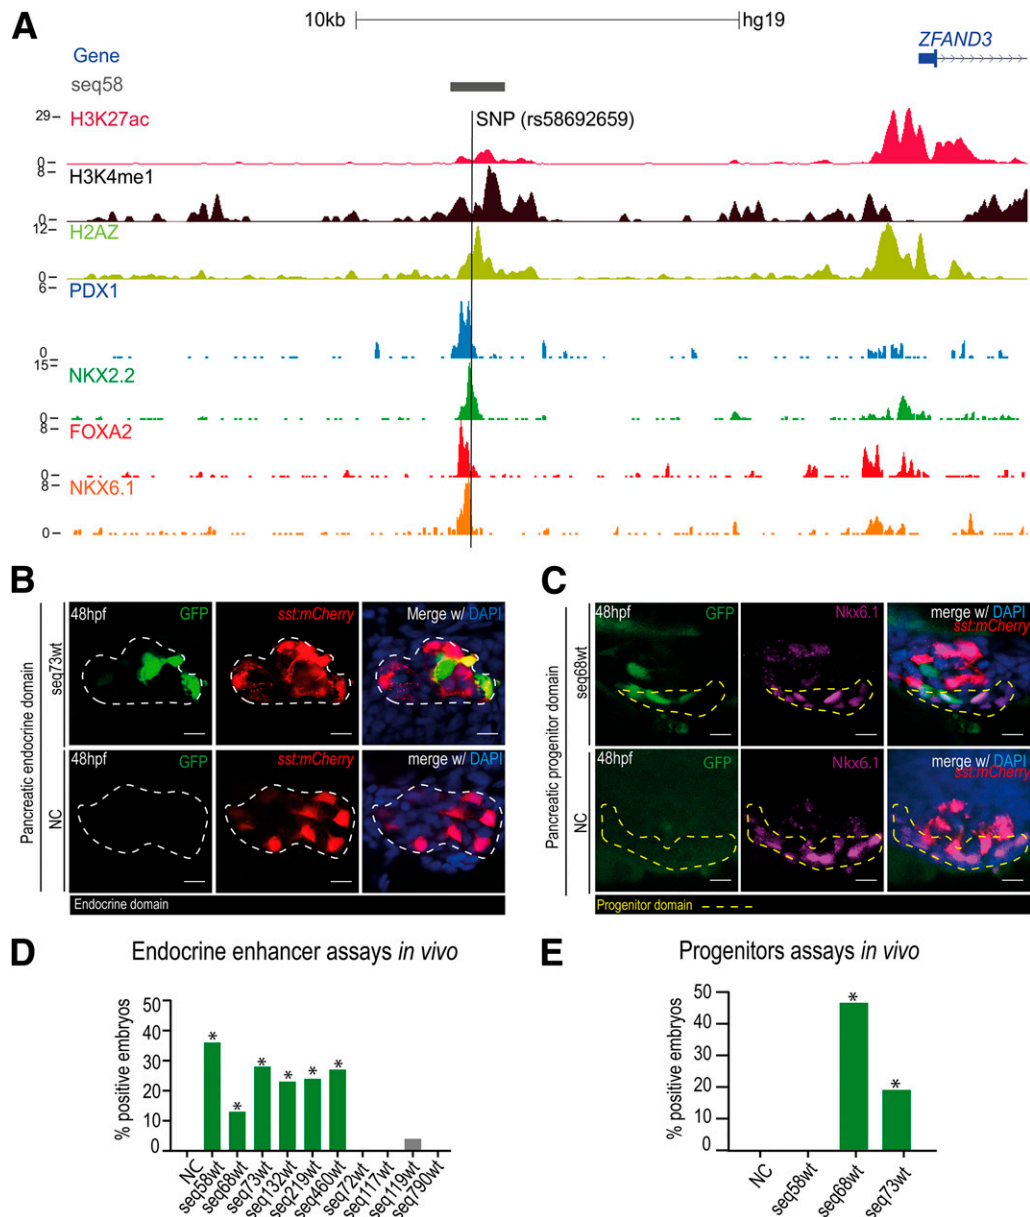 A
10kb
hg19
Gene
ZFAND3
seq58
SNP (rs58692659)
29
H3K27ac
0
8
H3K4me1
0
12
H2AZ
0
6
PDX1
0
15
NKX2.2
0
8
FOXA2
0
8
NKX6.1
0
B
Pancreatic endocrine domain
seq73wt
48hpf GFP
sst:mCherry
Merge w/ DAPI
NC
48hpf GFP
sst:mCherry
merge w/ DAPI
Endocrine domain
C
Pancreatic progenitor domain
seq68wt
48hpf GFP
Nkx6.1
merge w/ DAPI
sst:mCherry
NC
48hpf GFP
Nkx6.1
merge w/ DAPI
sst:mCherry
Progenitor domain
D
Endocrine enhancer assays in vivo
% positive embryos
50
40
30
20
10
0
* * * * * *
NC
seq58wt
seq68wt
seq73wt
seq132wt
seq219wt
seq460wt
seq72wt
seq117wt
seq119wt
seq790wt
E
Progenitors assays in vivo
% positive embryos
50
40
30
20
10
0
* *
NC
seq58wt
seq68wt
seq73wt